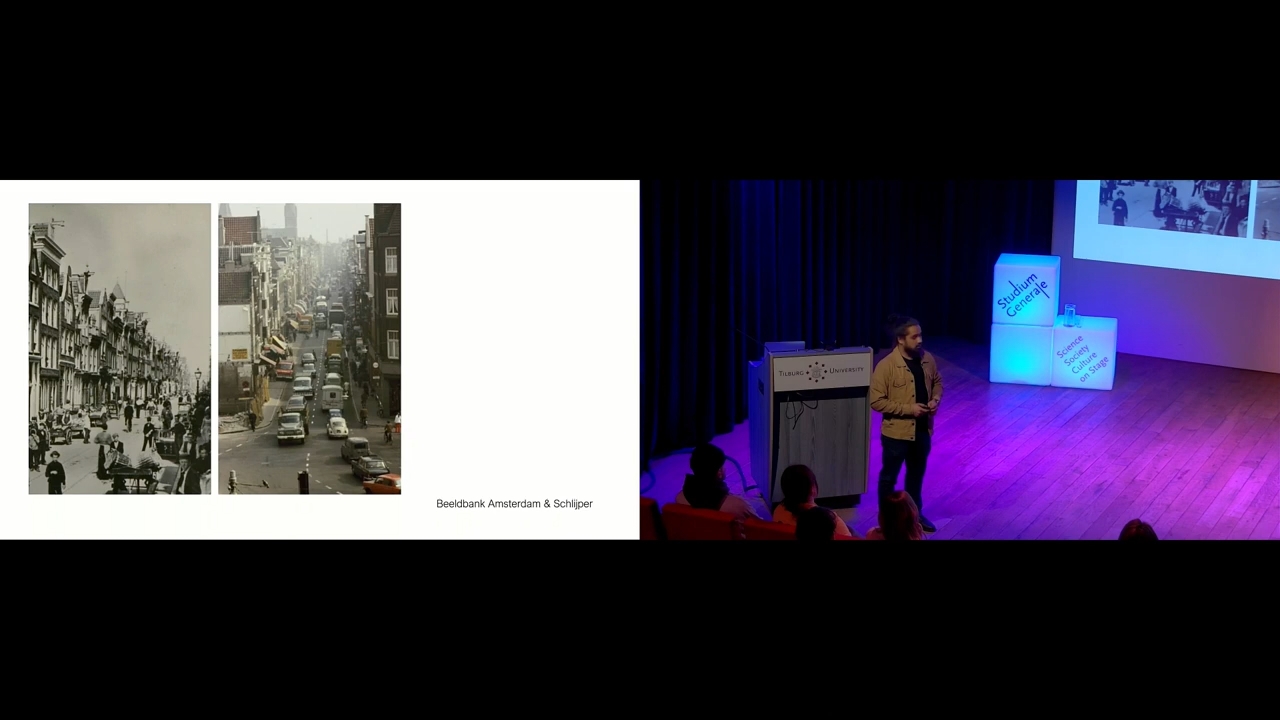 Beeldbank Amsterdam & Schlijper
TILBURG UNIVERSITY
Studium
Generale
Science
Society
Culture
on Stage